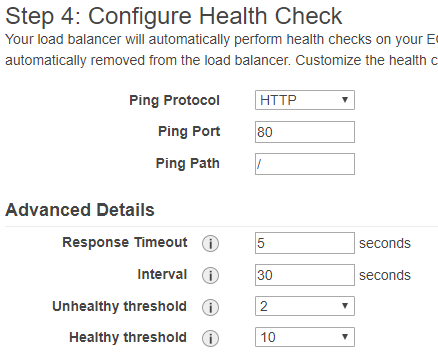 Step 4: Configure Health Check
Your load balancer will automatically perform health checks on your
automatically removed from the load balancer. Customize the health
Ping Protocol HTTP
Ping Port 80
Ping Path /
Advanced Details
Response Timeout i 5 seconds
Interval i 30 seconds
Unhealthy threshold i 2
Healthy threshold i 10